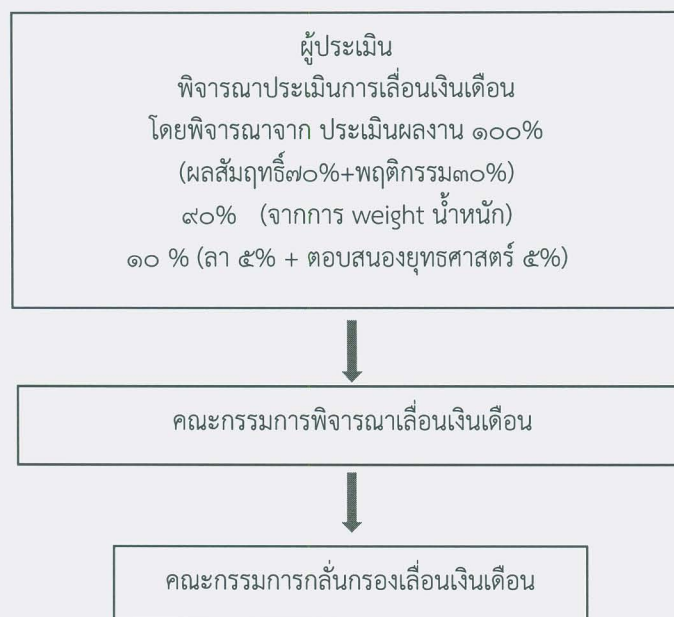 ผู้ประเมิน
พิจารณาประเมินการเลื่อนเงินเดือน
โดยพิจารณาจาก ประเมินผลงาน ๑๐๐%
(ผลสัมฤทธิ์๗๐%+พฤติกรรม๓๐%)
๙๐% (จากการ weight น้ำหนัก)
๑๐ % (ลา ๕% + ตอบสนองยุทธศาสตร์ ๕%)
คณะกรรมการพิจารณาเลื่อนเงินเดือน
คณะกรรมการกลั่นกรองเลื่อนเงินเดือน